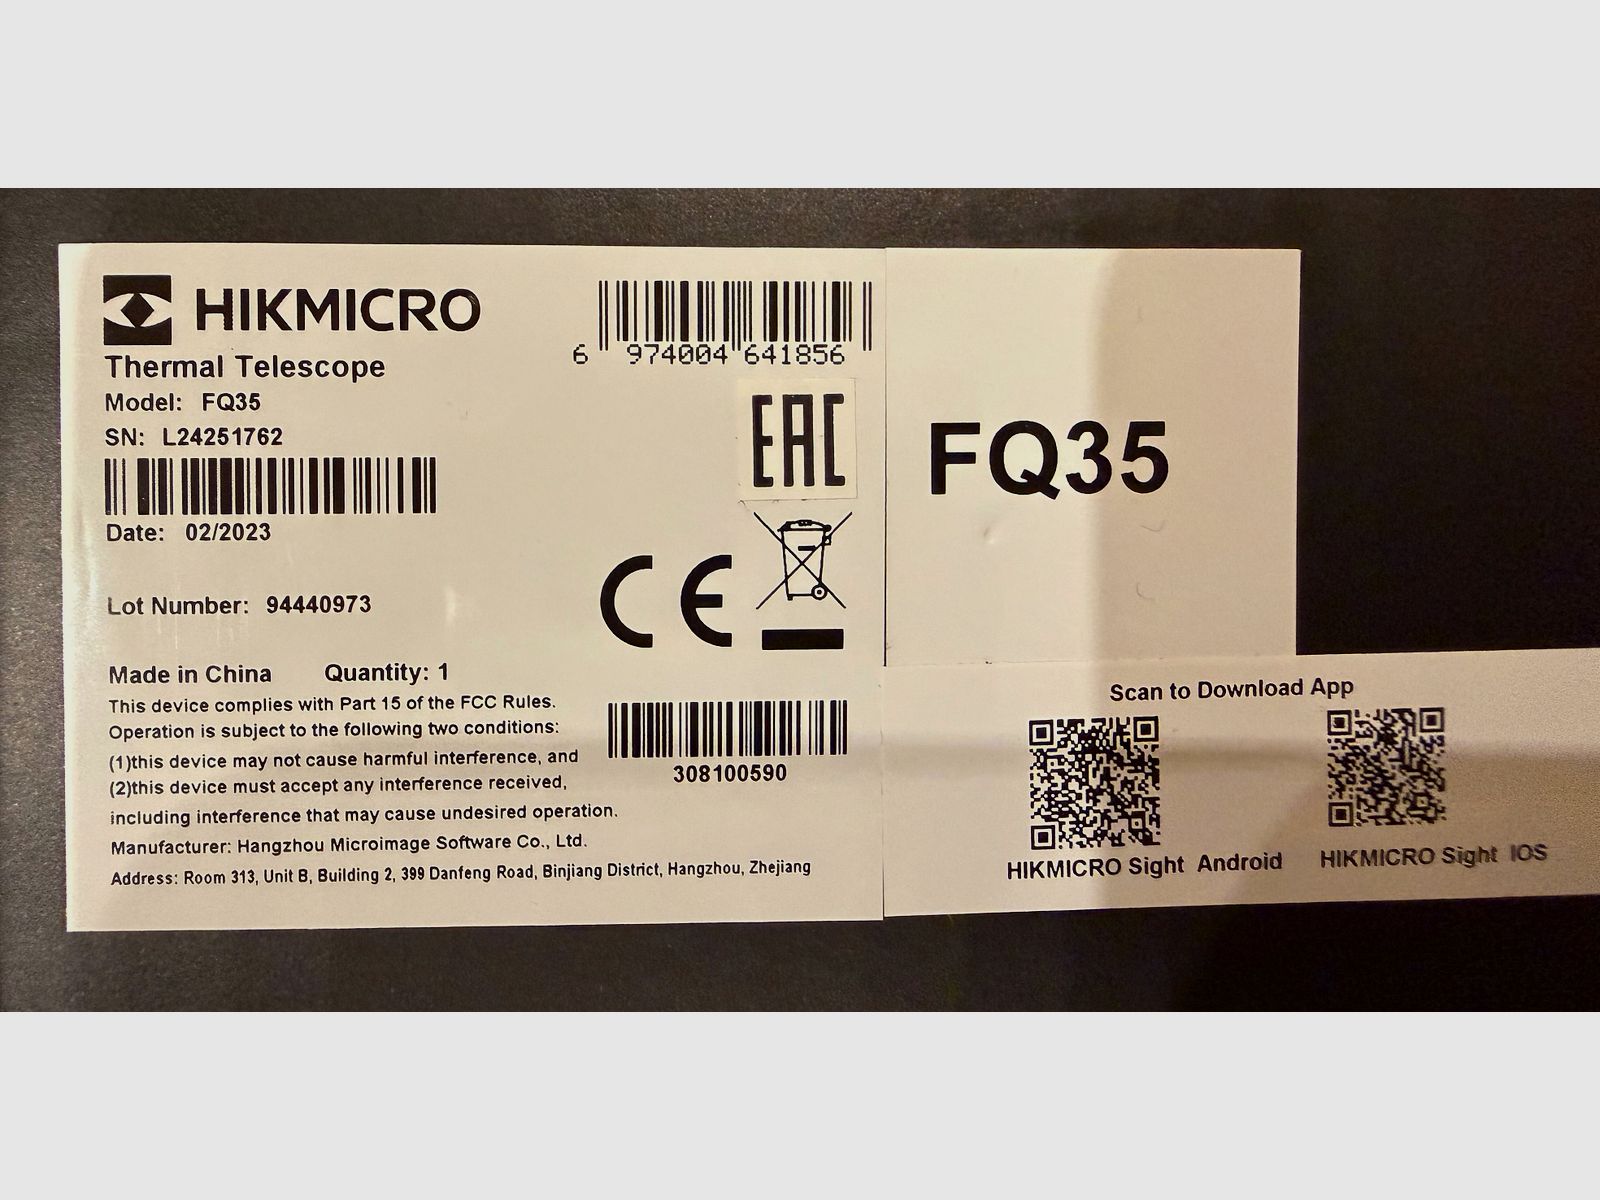 HIKMICRO
Thermal Telescope
Model: FQ35
SN: L24251762
Date: 02/2023
Lot Number: 94440973
Made in China Quantity: 1
This device complies with Part 15 of the FCC Rules.
Operation is subject to the following two conditions:
(1)this device may not cause harmful interference, and
(2)this device must accept any interference received,
including interference that may cause undesired operation.
Manufacturer: Hangzhou Microimage Software Co., Ltd.
Address: Room 313, Unit B, Building 2, 399 Danfeng Road, Binjiang District, Hangzhou, Zhejiang
6 974004 641856
EAC
CE
308100590
FQ35
Scan to Download App
HIKMICRO Sight Android
HIKMICRO Sight IOS